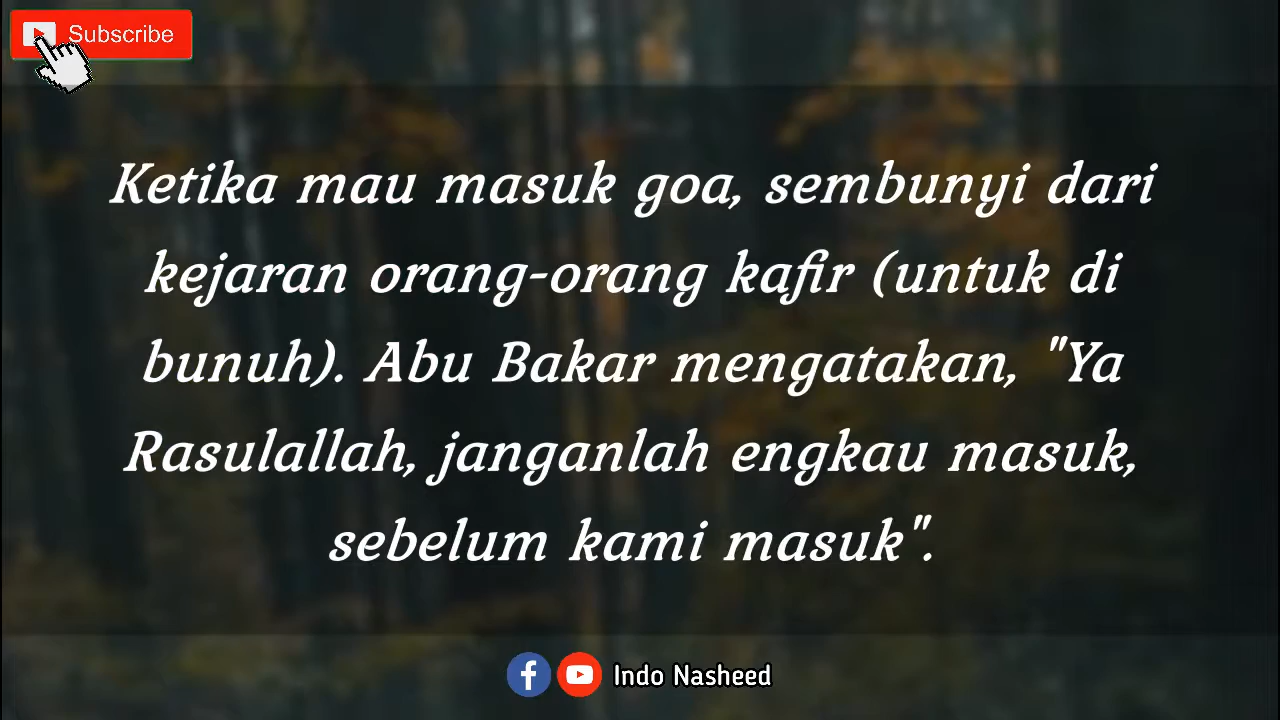 Subscribe
Ketika mau masuk goa, sembunyi dari
kejaran orang-orang kafir (untuk di
bunuh). Abu Bakar mengatakan, "Ya
Rasulallah, janganlah engkau masuk,
sebelum kami masuk".
Indo Nasheed